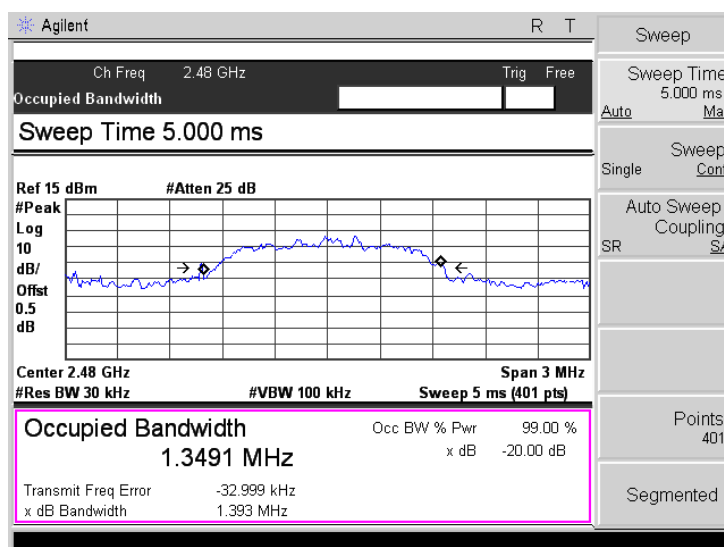 Agilent R T
Ch Freq 2.48 GHz Trig Free
Occupied Bandwidth
Sweep Time 5.000 ms
Ref 15 dBm #Atten 25 dB
#Peak
Log
10
dB/
Offst
0.5
dB
Center 2.48 GHz Span 3 MHz
#Res BW 30 kHz #VBW 100 kHz Sweep 5 ms (401 pts)
Occupied Bandwidth Occ BW % Pwr 99.00 %
1.3491 MHz x dB -20.00 dB
Transmit Freq Error -32.999 kHz
x dB Bandwidth 1.393 MHz
Sweep
Sweep Time
5.000 ms
Auto Ma
Sweep
Single Con
Auto Sweep
Coupling
SR SA
Points
401
Segmented